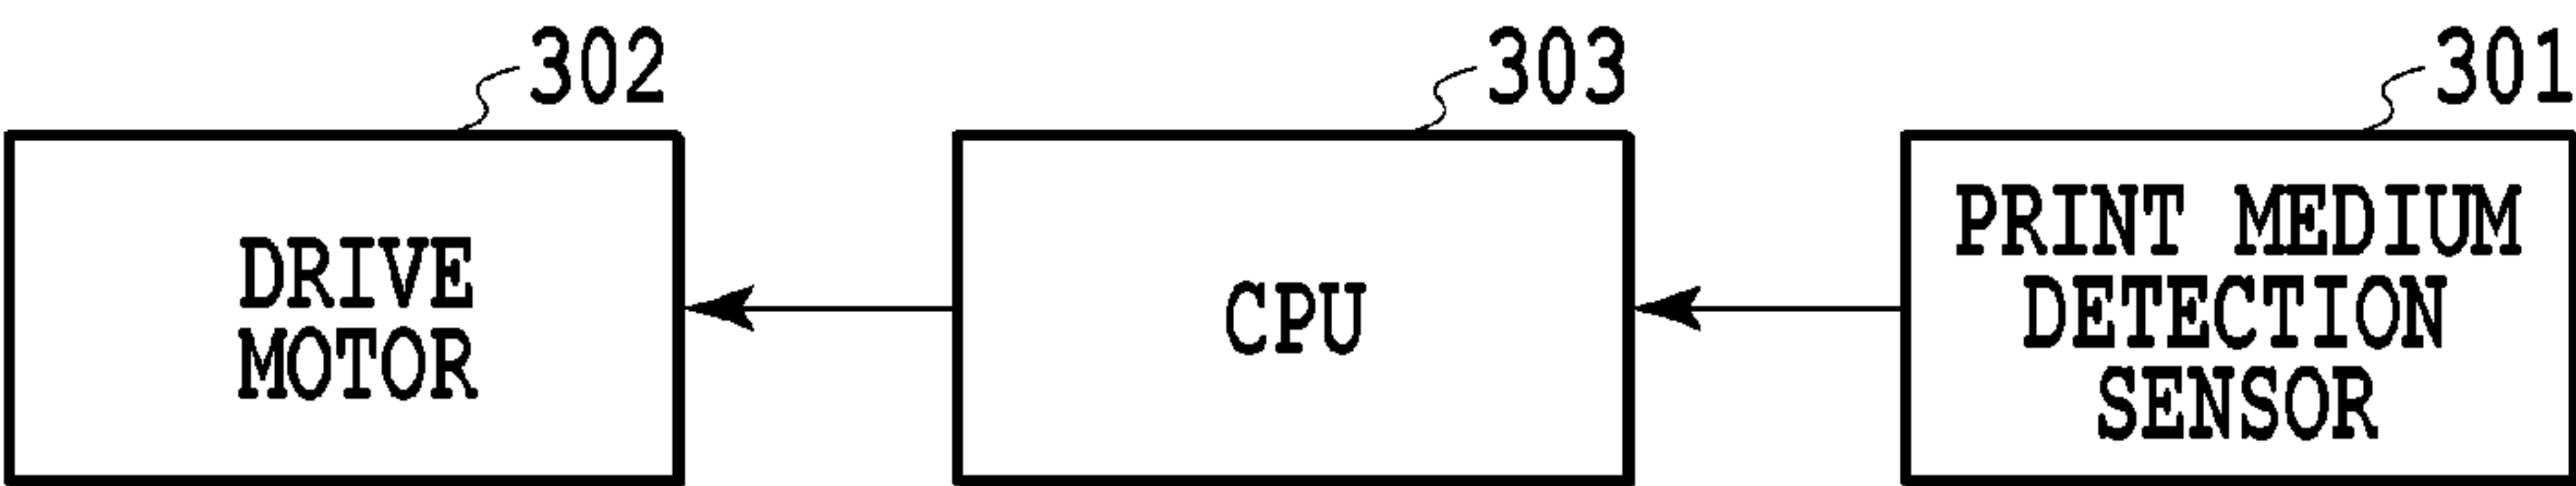 302
303
301
DRIVE
MOTOR
CPU
PRINT MEDIUM
DETECTION
SENSOR